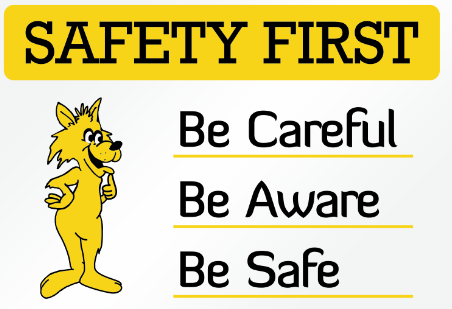 SAFETY FIRST
Be Careful
Be Aware
Be Safe